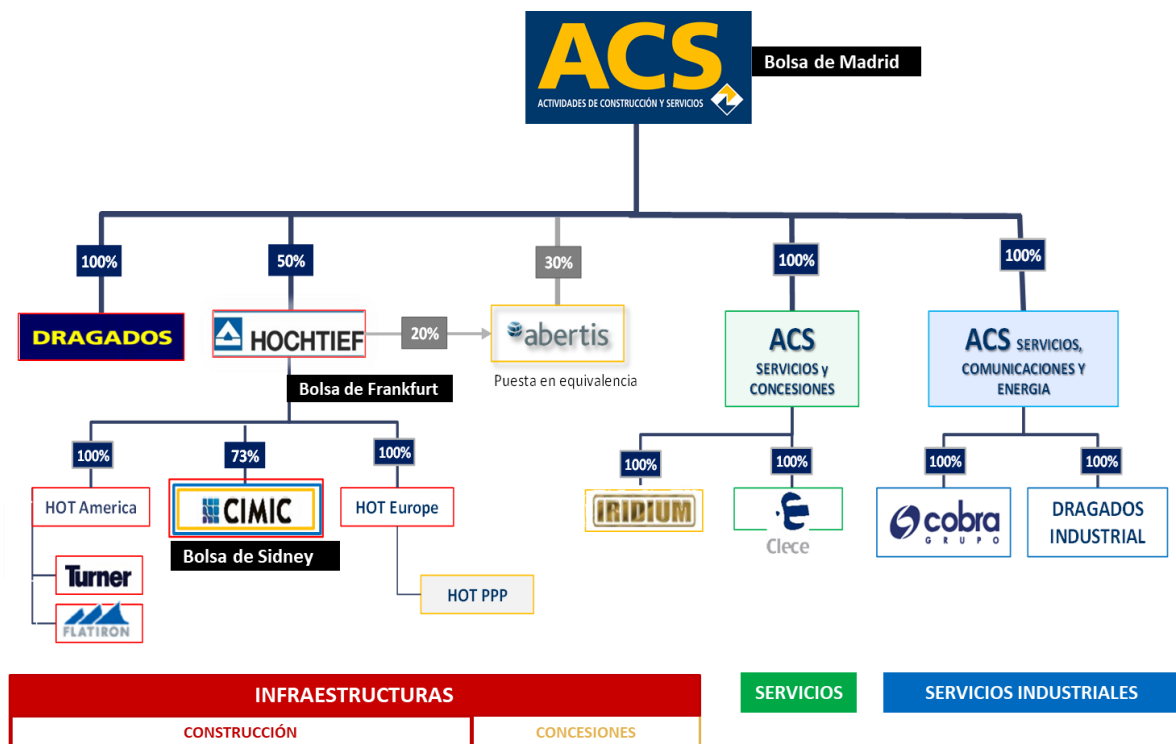 ACS
ACTIVIDADES DE CONSTRUCCIÓN Y SERVICIOS
Bolsa de Madrid
100%
50%
30%
100%
100%
DRAGADOS
HOCHTIEF
20%
abertis
Puesta en equivalencia
ACS
SERVICIOS y
CONCESIONES
ACS SERVICIOS,
COMUNICACIONES Y
ENERGIA
Bolsa de Frankfurt
100%
73%
100%
100%
100%
100%
100%
HOT America
CIMIC
HOT Europe
IRIDIUM
Clece
cobra
GRUPO
DRAGADOS
INDUSTRIAL
Bolsa de Sidney
Turner
HOT PPP
FLATIRON
INFRAESTRUCTURAS
SERVICIOS
SERVICIOS INDUSTRIALES
CONSTRUCCIÓN
CONCESIONES